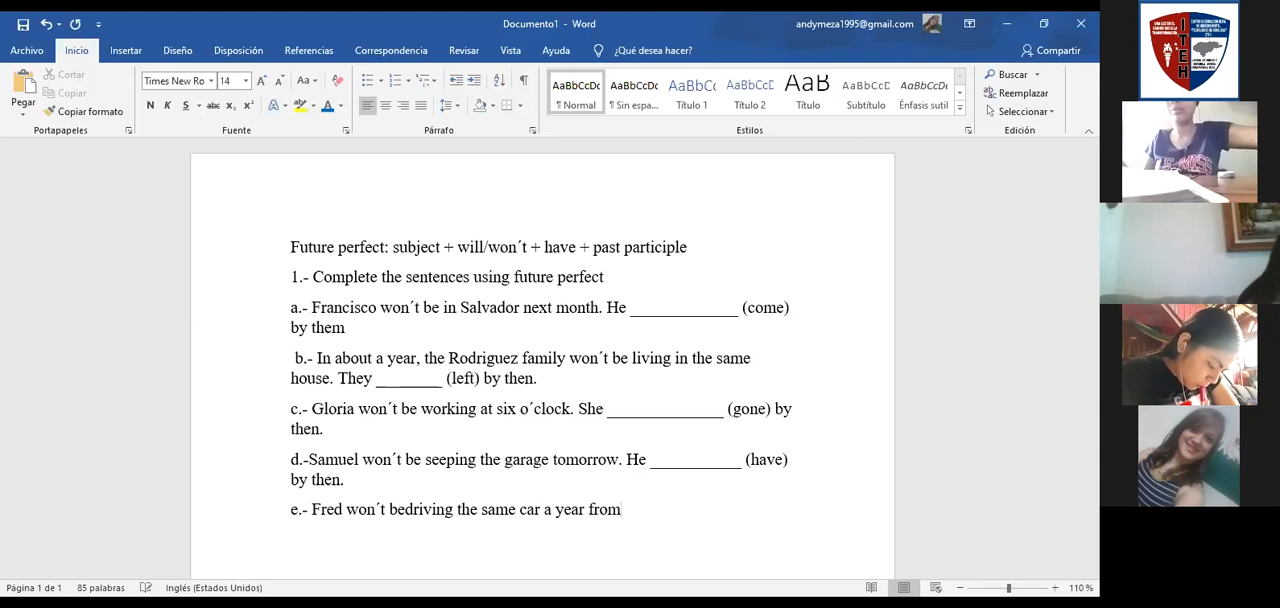 Documento1 - Word
andymeza1995@gmail.com
Archivo Inicio Insertar Diseño Disposición Referencias Correspondencia Revisar Vista Ayuda ¿Qué desea hacer? Compartir
Pegar
Cortar
Copiar
Copiar formato
Portapapeles
Times New Ro 14
Fuente
Párrafo
AaBbCcDc AaBbCcDc AaBbC AaBbCcD AaB AaBbCcD AaBbCcDc
¶ Normal ¶ Sin espa... Título 1 Título 2 Título Subtítulo Énfasis sutil
Estilos
Buscar
Reemplazar
Seleccionar
Edición
Future perfect: subject + will/won´t + have + past participle
1.- Complete the sentences using future perfect
a.- Francisco won´t be in Salvador next month. He _____________ (come)
by them
b.- In about a year, the Rodriguez family won´t be living in the same
house. They ________ (left) by then.
c.- Gloria won´t be working at six o´clock. She ______________ (gone) by
then.
d.-Samuel won´t be seeping the garage tomorrow. He ___________ (have)
by then.
e.- Fred won´t bedriving the same car a year from
Página 1 de 1 85 palabras Inglés (Estados Unidos) 110 %
ITEH